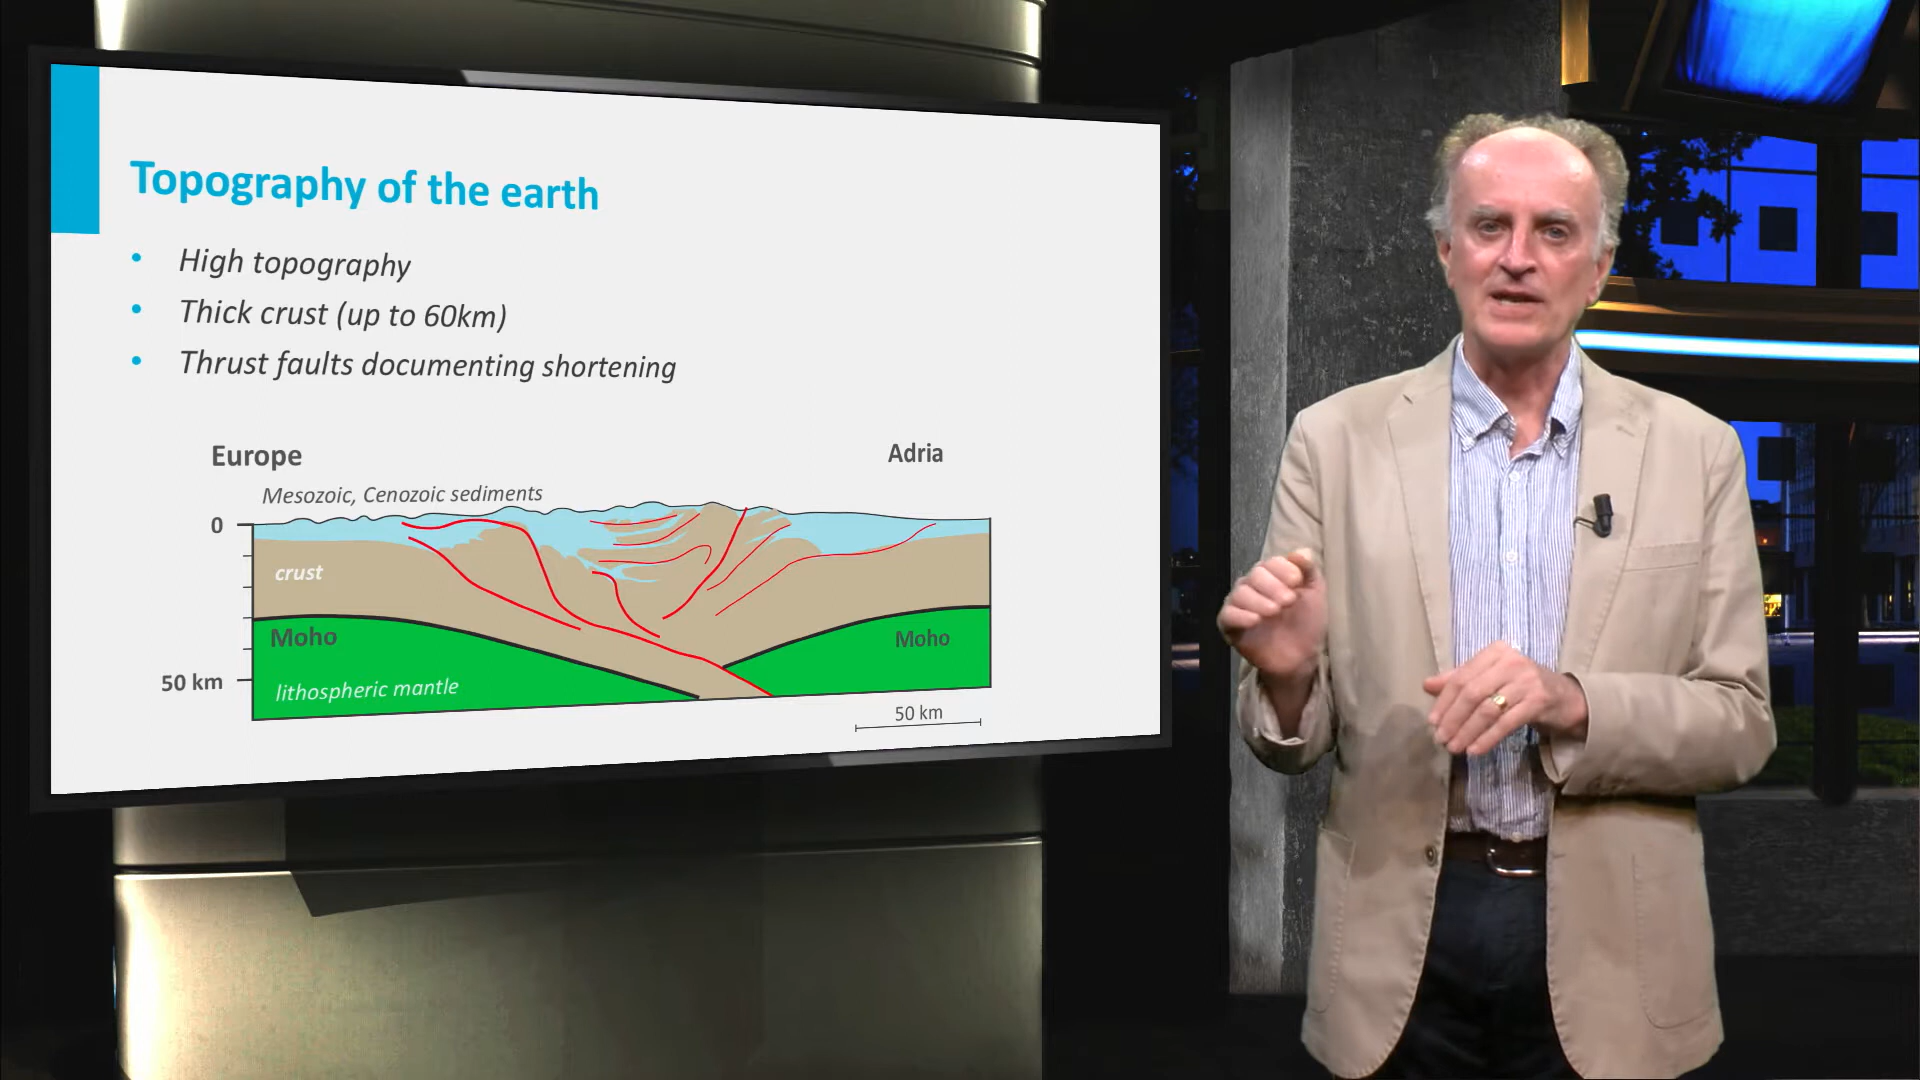 Topography of the earth
• High topography
• Thick crust (up to 60km)
• Thrust faults documenting shortening
Europe
Adria
Mesozoic, Cenozoic sediments
0
crust
Moho
Moho
50 km
lithospheric mantle
50 km